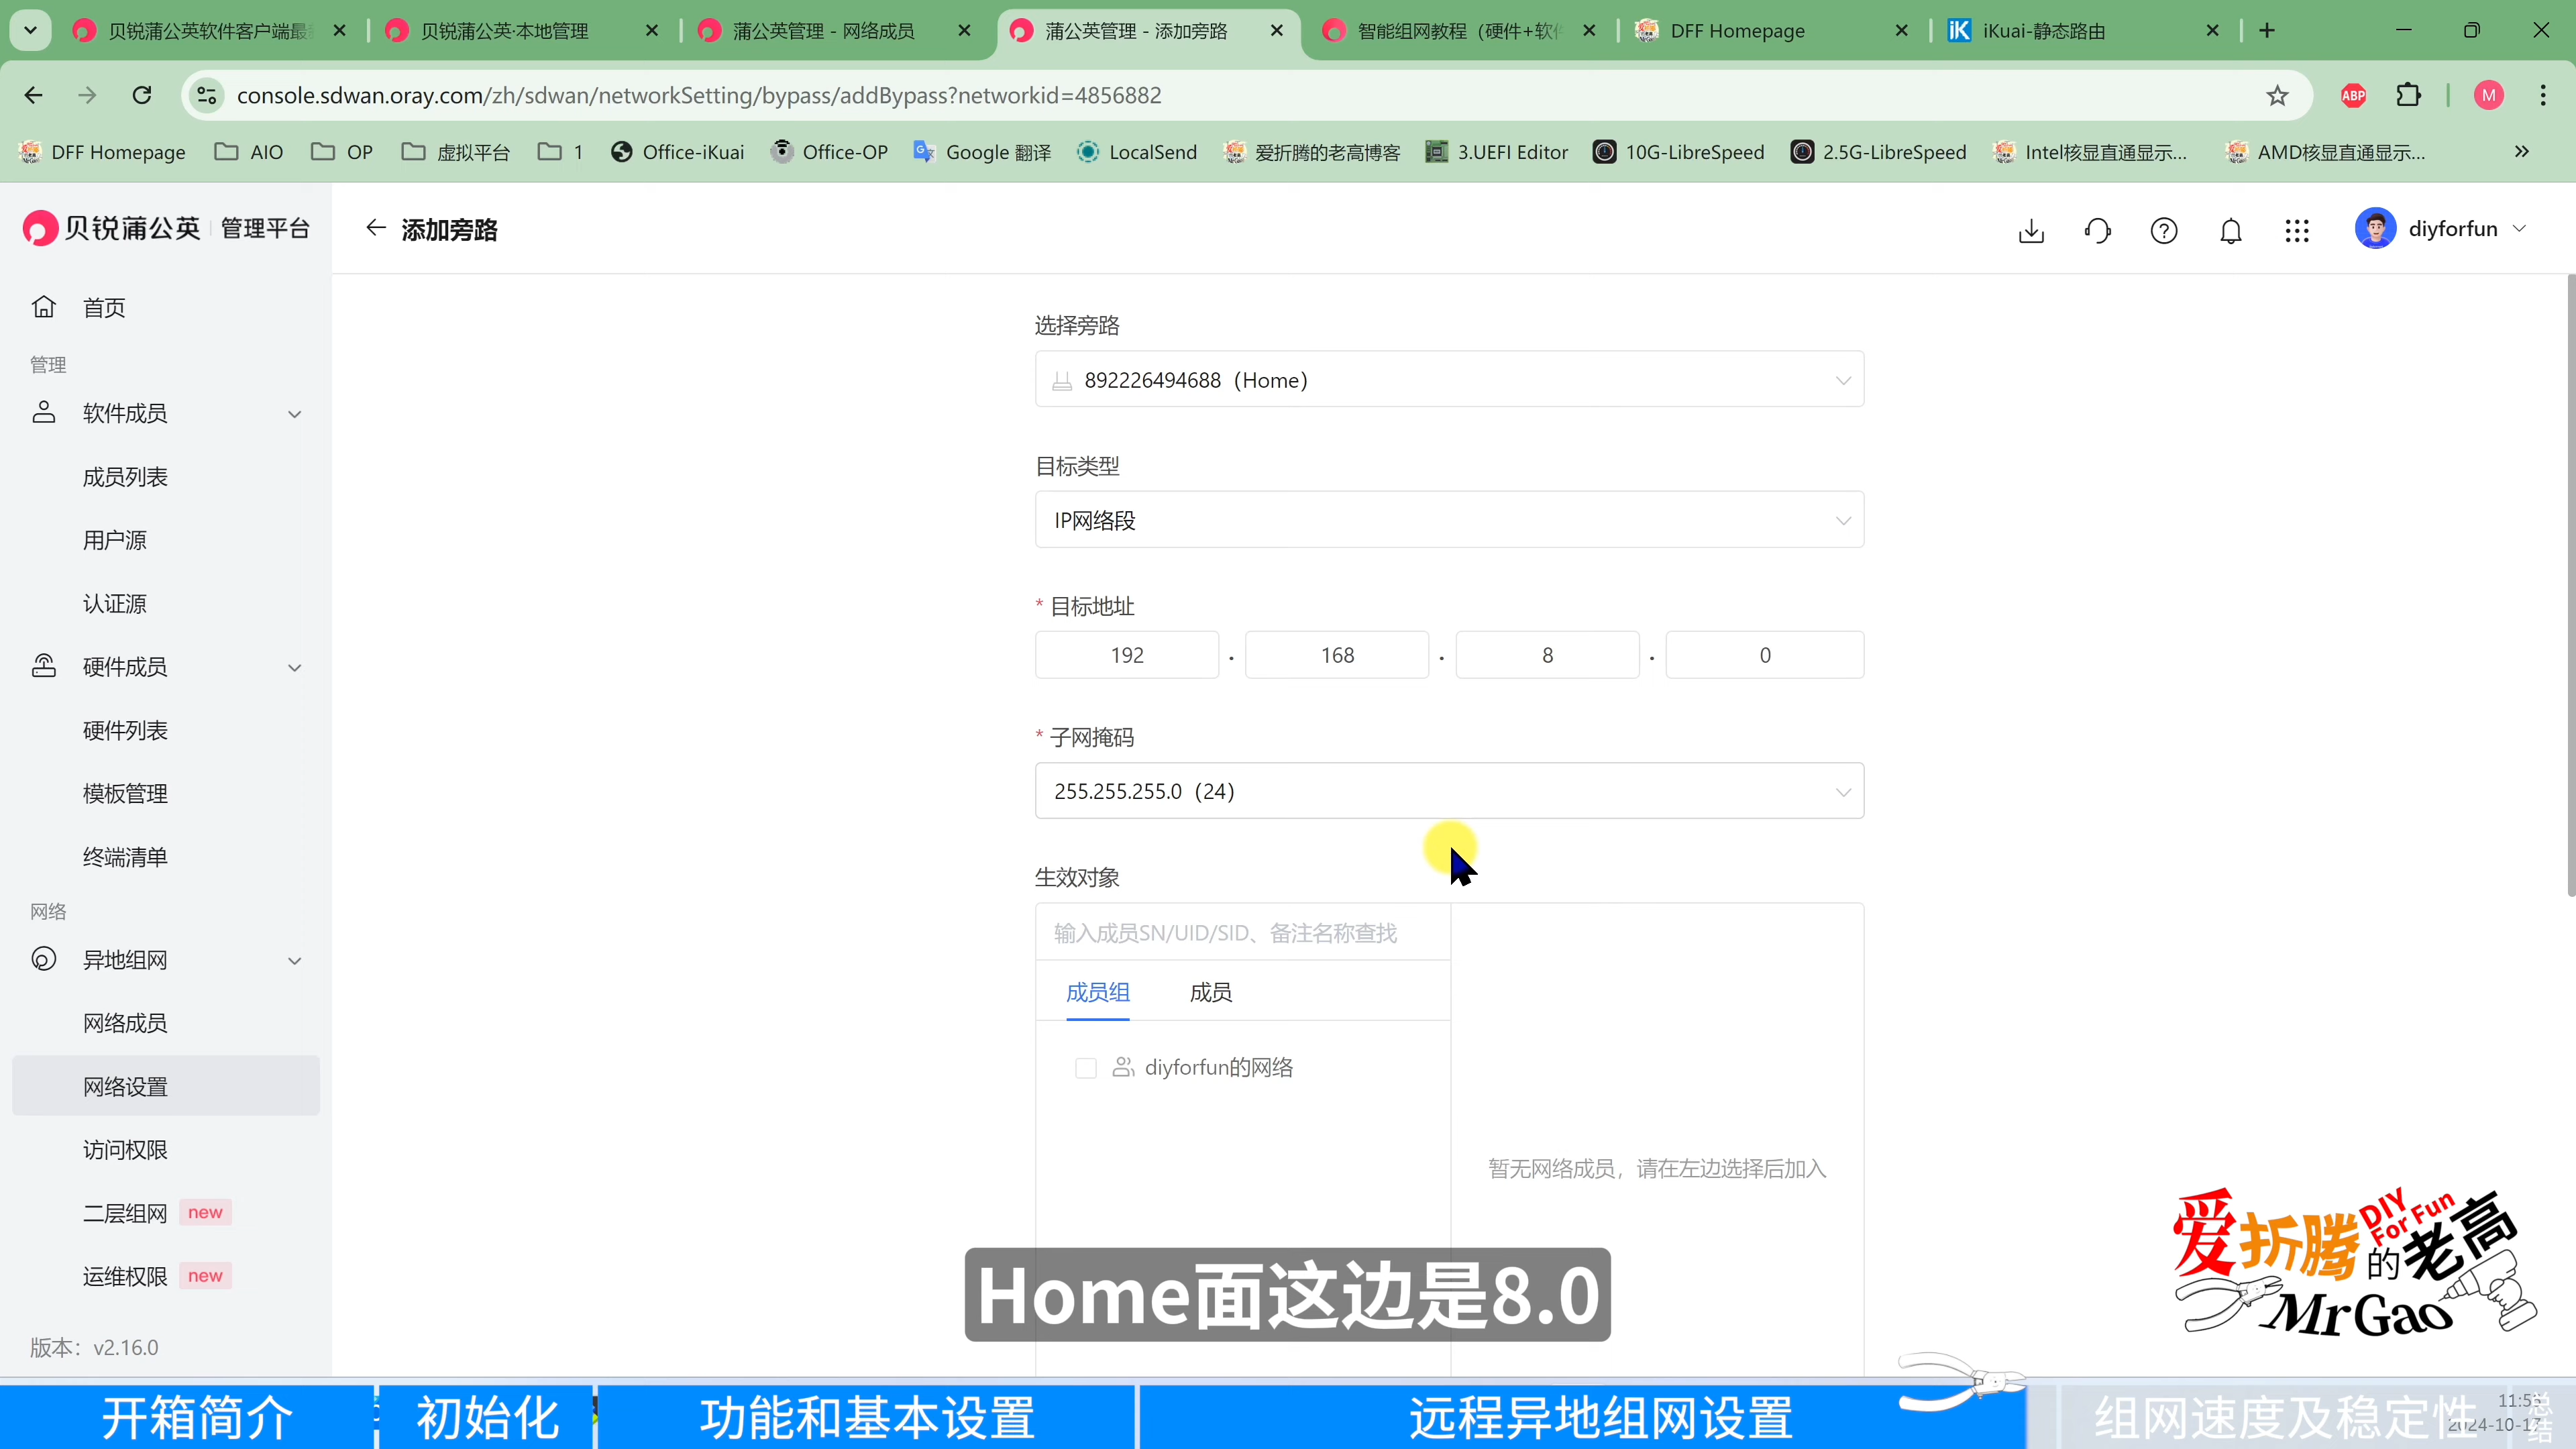 贝锐蒲公英软件客户端最
贝锐蒲公英·本地管理
蒲公英管理 - 网络成员
蒲公英管理 - 添加旁路
智能组网教程（硬件+软件
DFF Homepage
iKuai-静态路由
console.sdwan.oray.com/zh/sdwan/networkSetting/bypass/addBypass?networkid=4856882
ABP
M
DFF Homepage
AIO
OP
虚拟平台
1
Office-iKuai
Office-OP
Google 翻译
LocalSend
爱折腾的老高博客
3.UEFI Editor
10G-LibreSpeed
2.5G-LibreSpeed
Intel核显直通显示...
AMD核显直通显示...
贝锐蒲公英 管理平台
添加旁路
diyforfun
首页
管理
软件成员
成员列表
用户源
认证源
硬件成员
硬件列表
模板管理
终端清单
网络
异地组网
网络成员
网络设置
访问权限
二层组网 new
运维权限 new
版本：v2.16.0
选择旁路
892226494688（Home）
目标类型
IP网络段
* 目标地址
192 . 168 . 8 . 0
* 子网掩码
255.255.255.0（24）
生效对象
输入成员SN/UID/SID、备注名称查找
成员组 成员
diyforfun的网络
暂无网络成员，请在左边选择后加入
Home面这边是8.0
爱折腾的老高
DIY
For Fun
MrGao
开箱简介
初始化
功能和基本设置
远程异地组网设置
组网速度及稳定性
总结
2024-10-17